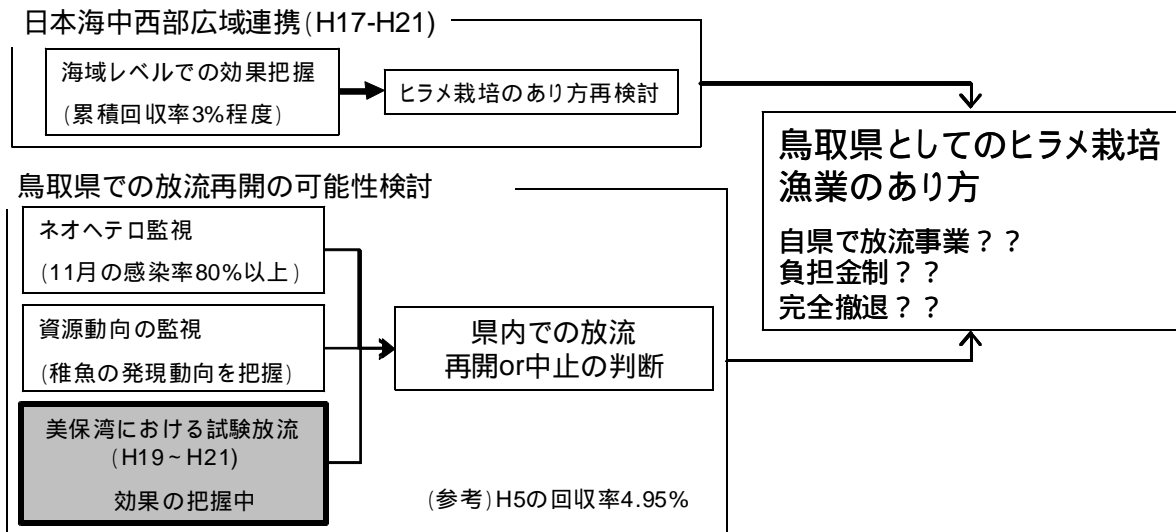 日本海中西部広域連携(H17-H21)
海域レベルでの効果把握
(累積回収率3%程度)
ヒラメ栽培のあり方再検討
鳥取県での放流再開の可能性検討
ネオヘテロ監視
(11月の感染率80%以上)
資源動向の監視
(稚魚の発現動向を把握)
美保湾における試験放流
(H19~H21)
効果の把握中
県内での放流
再開or中止の判断
(参考)H5の回収率4.95%
鳥取県としてのヒラメ栽培
漁業のあり方
自県で放流事業??
負担金制??
完全撤退??